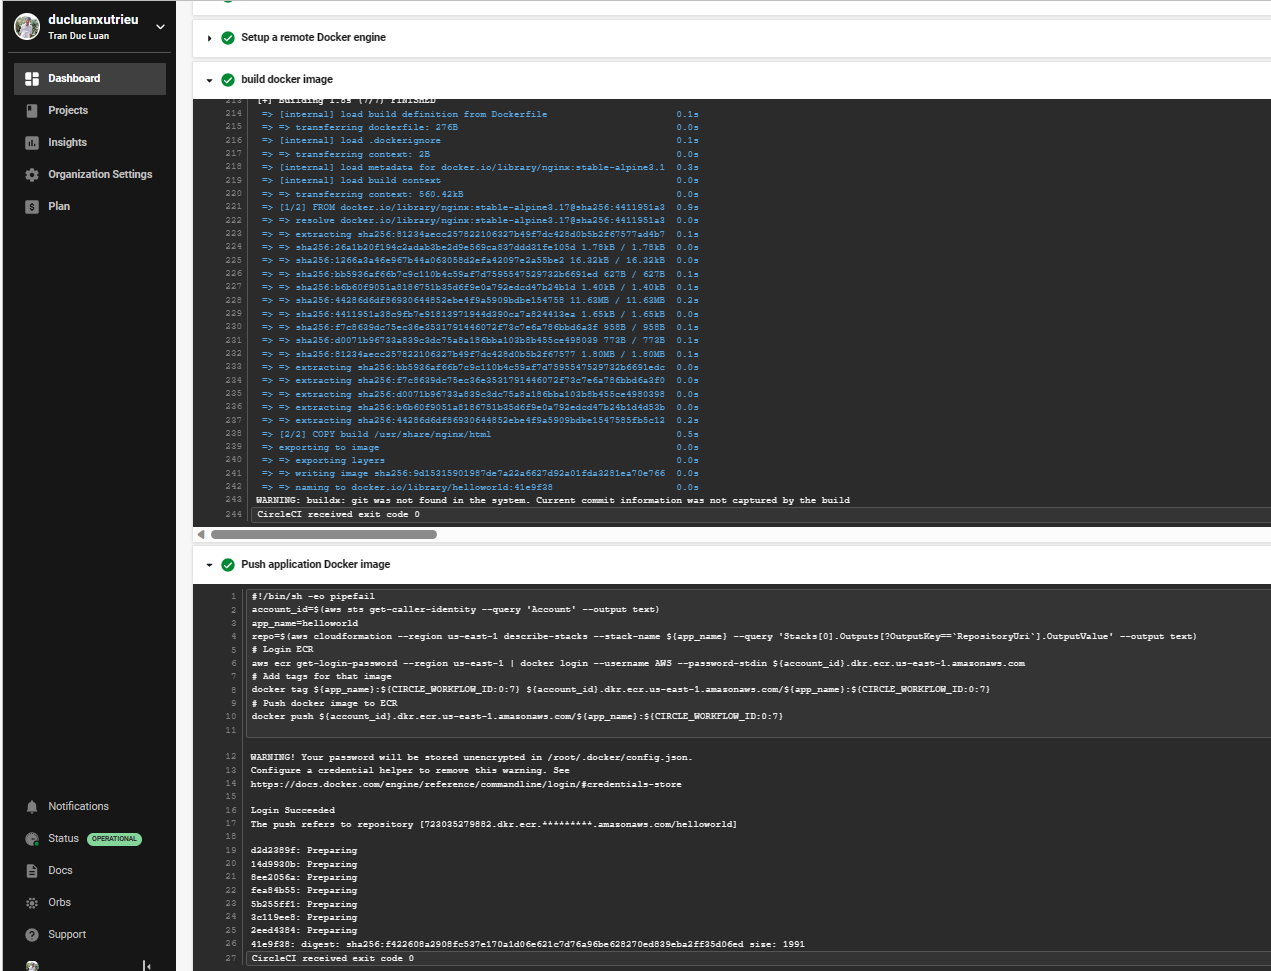 ducluanxutrieu
Tran Duc Luan
Dashboard
Projects
Insights
Organization Settings
Plan
Notifications
Status OPERATIONAL
Docs
Orbs
Support
Setup a remote Docker engine
build docker image
213 [+] Building 1.8s (7/7) FINISHED
214 => [internal] load build definition from Dockerfile 0.1s
215 => => transferring dockerfile: 276B 0.0s
216 => [internal] load .dockerignore 0.1s
217 => => transferring context: 2B 0.0s
218 => [internal] load metadata for docker.io/library/nginx:stable-alpine3.1 0.3s
219 => [internal] load build context 0.0s
220 => => transferring context: 560.42kB 0.0s
221 => [1/2] FROM docker.io/library/nginx:stable-alpine3.17@sha256:4411951a3 0.9s
222 => => resolve docker.io/library/nginx:stable-alpine3.17@sha256:4411951a3 0.0s
223 => => extracting sha256:81234aecc257822106327b49f7dc428d0b5b2f67577ad4b7 0.1s
224 => => sha256:26a1b20f194c2adab3be2d9e569ca837ddd31fe105d 1.78kB / 1.78kB 0.0s
225 => => sha256:1266a3a46e967b44a063058d2efa42097e2a55be2 16.32kB / 16.32kB 0.0s
226 => => sha256:bb5936af66b7c9c110b4c59af7d7595547529732b6691ed 627B / 627B 0.1s
227 => => sha256:b6b60f9051a8186751b35d6f9e0a792edcd47b24b1d 1.40kB / 1.40kB 0.1s
228 => => sha256:44286d6df86930644852ebe4f9a5909bdbe154758 11.63MB / 11.63MB 0.2s
229 => => sha256:4411951a38c9fb7e91813971944d390ca7a824413ea 1.65kB / 1.65kB 0.0s
230 => => sha256:f7c8639dc75ec36e3531791446072f73c7e6a786bbd6a3f 958B / 958B 0.1s
231 => => sha256:d0071b96733a839c3dc75a8a186bba103b8b455ce498039 773B / 773B 0.1s
232 => => sha256:81234aecc257822106327b49f7dc428d0b5b2f67577 1.80MB / 1.80MB 0.1s
233 => => extracting sha256:bb5936af66b7c9c110b4c59af7d7595547529732b6691edc 0.0s
234 => => extracting sha256:f7c8639dc75ec36e3531791446072f73c7e6a786bbd6a3f0 0.0s
235 => => extracting sha256:d0071b96733a839c3dc75a8a186bba103b8b455ce4980398 0.0s
236 => => extracting sha256:b6b60f9051a8186751b35d6f9e0a792edcd47b24b1d4d53b 0.0s
237 => => extracting sha256:44286d6df86930644852ebe4f9a5909bdbe1547585fb5c12 0.2s
238 => [2/2] COPY build /usr/share/nginx/html 0.5s
239 => exporting to image 0.0s
240 => => exporting layers 0.0s
241 => => writing image sha256:9d15315901987de7a22a6627d92a01fda3281ea70e766 0.0s
242 => => naming to docker.io/library/helloworld:41e9f38 0.0s
243 WARNING: buildx: git was not found in the system. Current commit information was not captured by the build
244 CircleCI received exit code 0
Push application Docker image
1 #!/bin/sh -eo pipefail
2 account_id=$(aws sts get-caller-identity --query 'Account' --output text)
3 app_name=helloworld
4 repo=$(aws cloudformation --region us-east-1 describe-stacks --stack-name ${app_name} --query 'Stacks[0].Outputs[?OutputKey==`RepositoryUri`].OutputValue' --output text)
5 # Login ECR
6 aws ecr get-login-password --region us-east-1 | docker login --username AWS --password-stdin ${account_id}.dkr.ecr.us-east-1.amazonaws.com
7 # Add tags for that image
8 docker tag ${app_name}:${CIRCLE_WORKFLOW_ID:0:7} ${account_id}.dkr.ecr.us-east-1.amazonaws.com/${app_name}:${CIRCLE_WORKFLOW_ID:0:7}
9 # Push docker image to ECR
10 docker push ${account_id}.dkr.ecr.us-east-1.amazonaws.com/${app_name}:${CIRCLE_WORKFLOW_ID:0:7}
11
12 WARNING! Your password will be stored unencrypted in /root/.docker/config.json.
13 Configure a credential helper to remove this warning. See
14 https://docs.docker.com/engine/reference/commandline/login/#credentials-store
15
16 Login Succeeded
17 The push refers to repository [723035279882.dkr.ecr.*********.amazonaws.com/helloworld]
18
19 d2d2389f: Preparing
20 14d9930b: Preparing
21 8ee2056a: Preparing
22 fea84b55: Preparing
23 5b255ff1: Preparing
24 3c119ee8: Preparing
25 2eed4384: Preparing
26 41e9f38: digest: sha256:f422608a2908fc537e170a1d06e621c7d76a96be628270ed839eba2ff35d06ed size: 1991
27 CircleCI received exit code 0